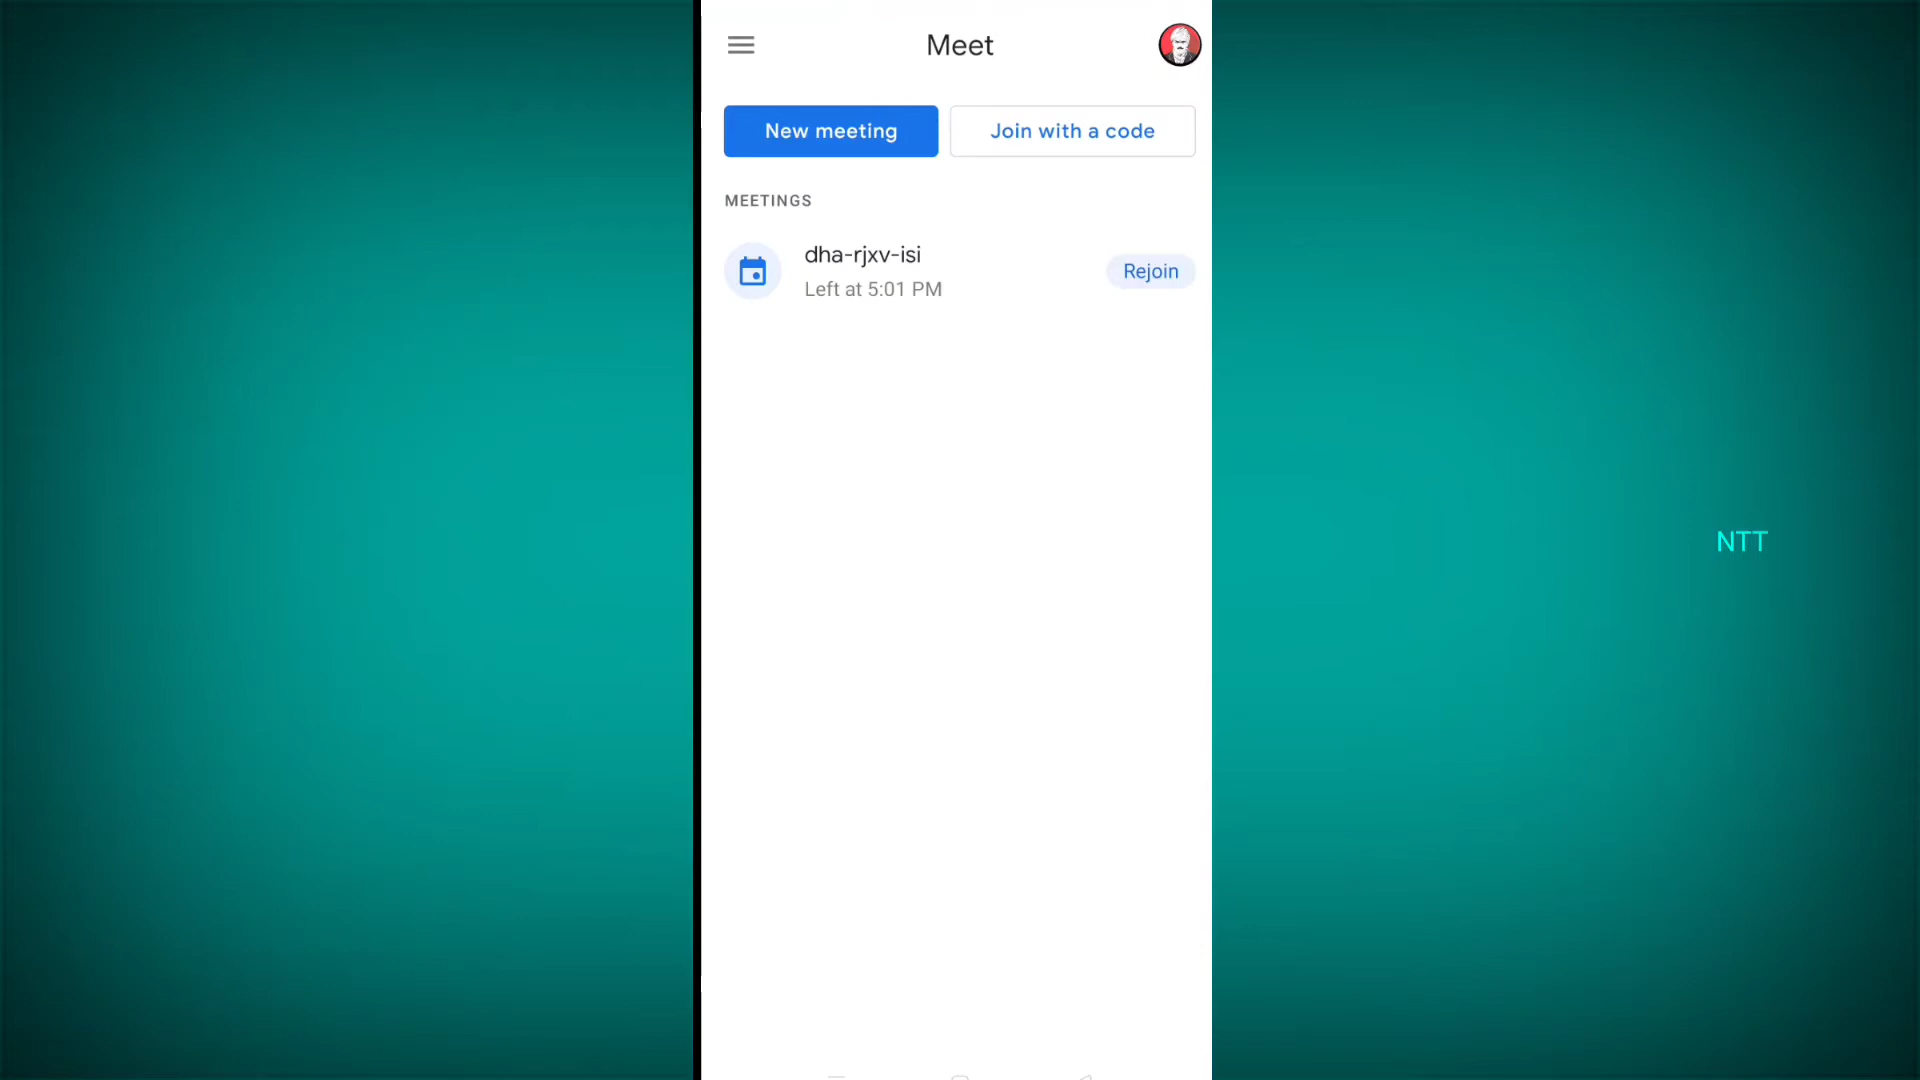 Meet
New meeting
Join with a code
MEETINGS
dha-rjxv-isi
Left at 5:01 PM
Rejoin
NTT